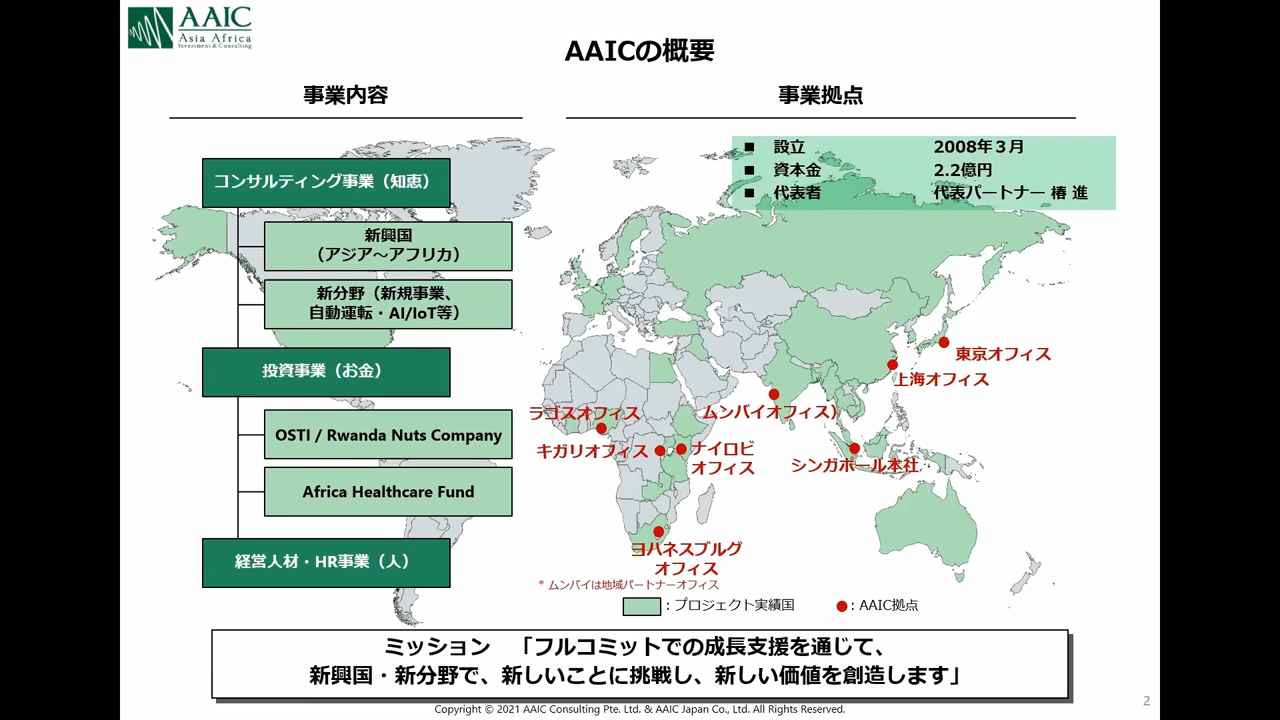 AAIC
Asia Africa
Investment & Consulting
AAICの概要
事業内容
事業拠点
コンサルティング事業（知恵）
新興国
（アジア～アフリカ）
新分野（新規事業、
自動運転・AI/IoT等）
投資事業（お金）
OSTI / Rwanda Nuts Company
Africa Healthcare Fund
経営人材・HR事業（人）
■ 設立 2008年３月
■ 資本金 2.2億円
■ 代表者 代表パートナー 椿 進
東京オフィス
上海オフィス
ムンバイオフィス）
ラゴスオフィス
キガリオフィス
ナイロビ
オフィス
シンガポール本社
ヨハネスブルグ
オフィス
* ムンバイは地域パートナーオフィス
：プロジェクト実績国
：AAIC拠点
ミッション 「フルコミットでの成長支援を通じて、
新興国・新分野で、新しいことに挑戦し、新しい価値を創造します」
Copyright © 2021 AAIC Consulting Pte. Ltd. & AAIC Japan Co., Ltd. All Rights Reserved.
2